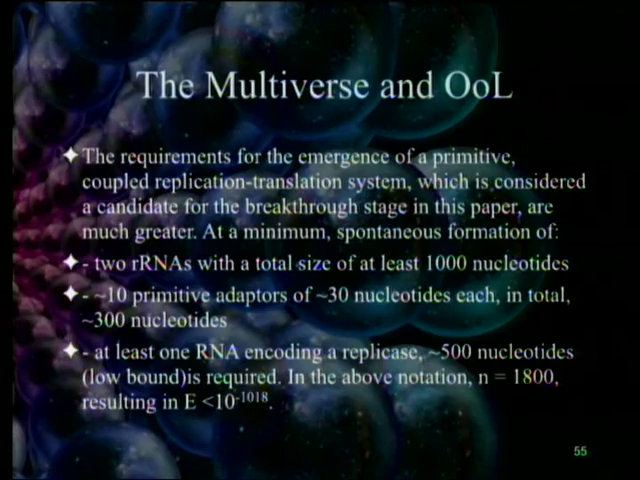 The Multiverse and OoL
✦ The requirements for the emergence of a primitive,
coupled replication-translation system, which is considered
a candidate for the breakthrough stage in this paper, are
much greater. At a minimum, spontaneous formation of:
✦ - two rRNAs with a total size of at least 1000 nucleotides
✦ - ~10 primitive adaptors of ~30 nucleotides each, in total,
~300 nucleotides
✦ - at least one RNA encoding a replicase, ~500 nucleotides
(low bound)is required. In the above notation, n = 1800,
resulting in E <10⁻¹⁰¹⁸.
55